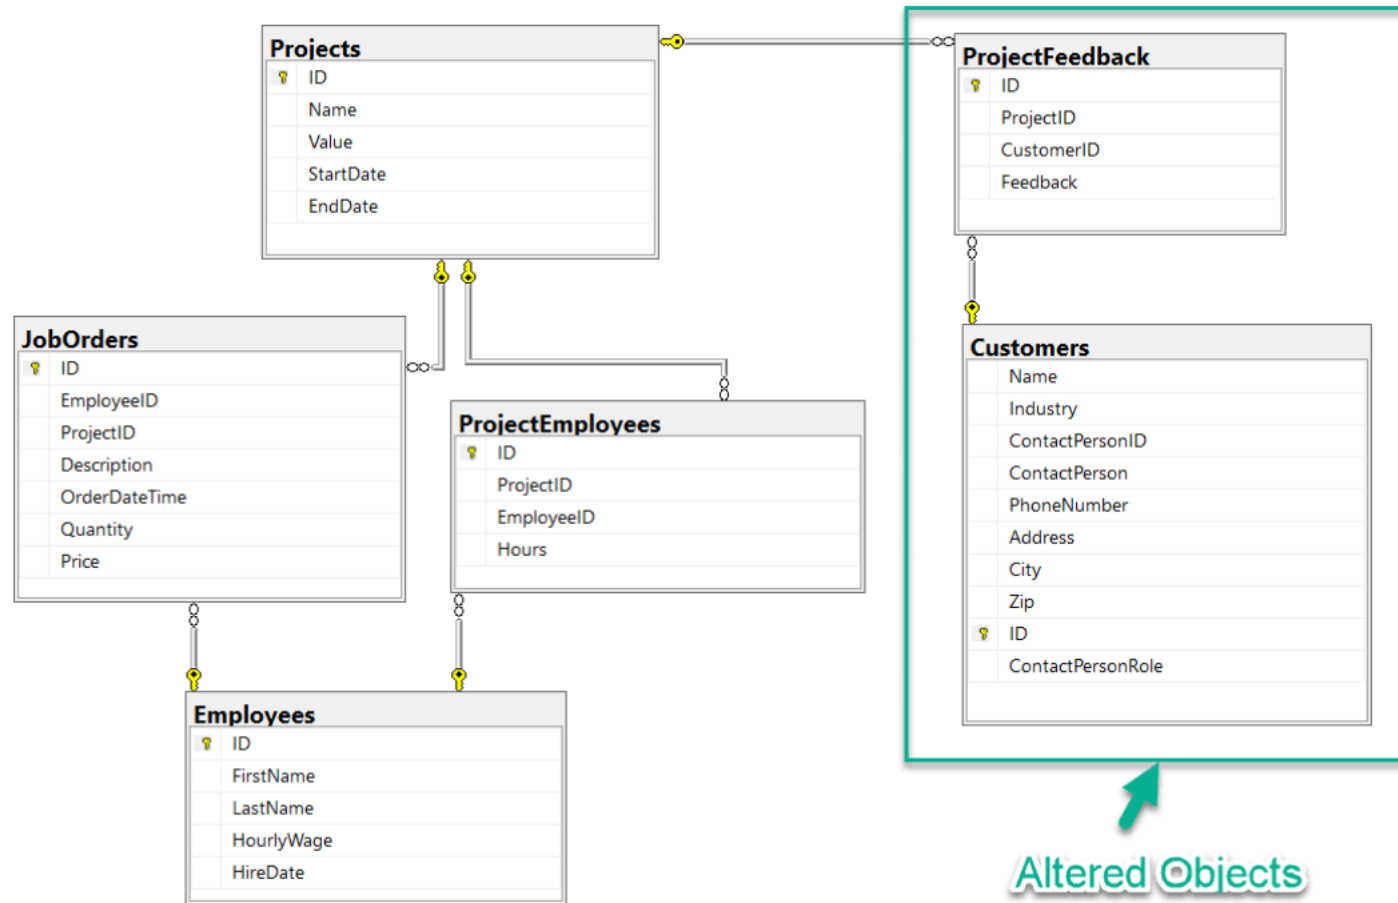 Projects
ID
Name
Value
StartDate
EndDate
ProjectFeedback
ID
ProjectID
CustomerID
Feedback
JobOrders
ID
EmployeeID
ProjectID
Description
OrderDateTime
Quantity
Price
ProjectEmployees
ID
ProjectID
EmployeeID
Hours
Customers
Name
Industry
ContactPersonID
ContactPerson
PhoneNumber
Address
City
Zip
ID
ContactPersonRole
Employees
ID
FirstName
LastName
HourlyWage
HireDate
Altered Objects